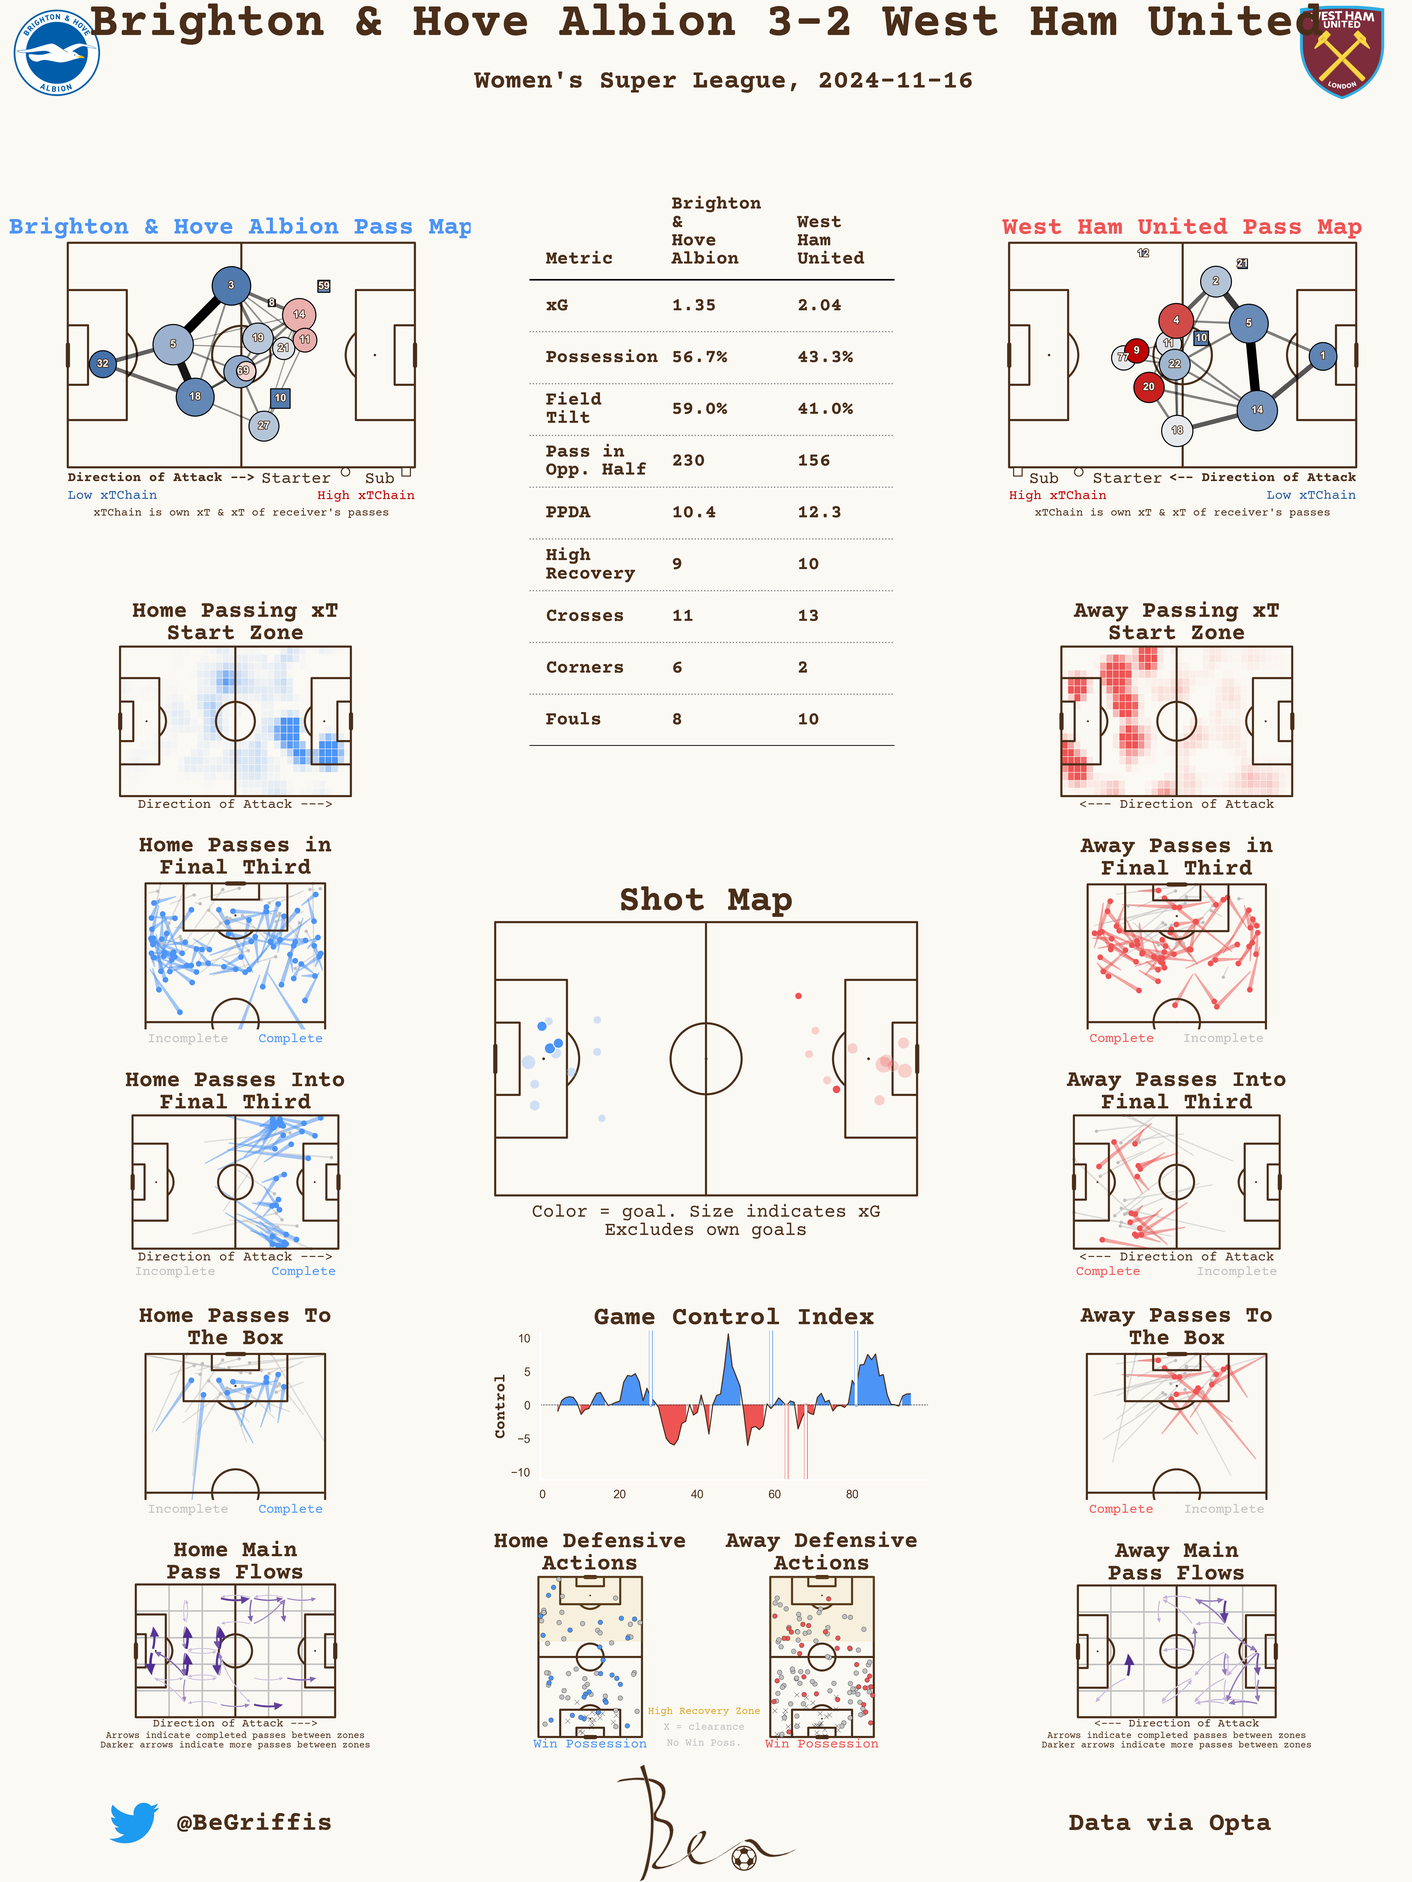 Brighton & Hove Albion 3-2 West Ham United
BRIGHTON & HOVE
ALBION
WEST HAM
UNITED
LONDON
Women's Super League, 2024-11-16
Brighton & Hove Albion Pass Map
3
59
8
14
5
19
11
21
32
69
18
10
27
Direction of Attack --> Starter Sub
Low xTChain High xTChain
xTChain is own xT & xT of receiver's passes
Metric Brighton & Hove Albion West Ham United
xG 1.35 2.04
Possession 56.7% 43.3%
Field Tilt 59.0% 41.0%
Pass in Opp. Half 230 156
PPDA 10.4 12.3
High Recovery 9 10
Crosses 11 13
Corners 6 2
Fouls 8 10
West Ham United Pass Map
12
21
2
4
5
10
11
9
77
22
1
20
14
18
Sub Starter <-- Direction of Attack
High xTChain Low xTChain
xTChain is own xT & xT of receiver's passes
Home Passing xT
Start Zone
Direction of Attack --->
Away Passing xT
Start Zone
<--- Direction of Attack
Home Passes in
Final Third
Incomplete Complete
Away Passes in
Final Third
Complete Incomplete
Shot Map
Color = goal. Size indicates xG
Excludes own goals
Home Passes Into
Final Third
Direction of Attack --->
Incomplete Complete
Away Passes Into
Final Third
<--- Direction of Attack
Complete Incomplete
Home Passes To
The Box
Incomplete Complete
Game Control Index
Control
10
5
0
−5
−10
0 20 40 60 80
Away Passes To
The Box
Complete Incomplete
Home Main
Pass Flows
Direction of Attack --->
Arrows indicate completed passes between zones
Darker arrows indicate more passes between zones
Home Defensive
Actions
Win Possession
Away Defensive
Actions
Win Possession
High Recovery Zone
X = clearance
No Win Poss.
Away Main
Pass Flows
<--- Direction of Attack
Arrows indicate completed passes between zones
Darker arrows indicate more passes between zones
@BeGriffis
Ben
Data via Opta